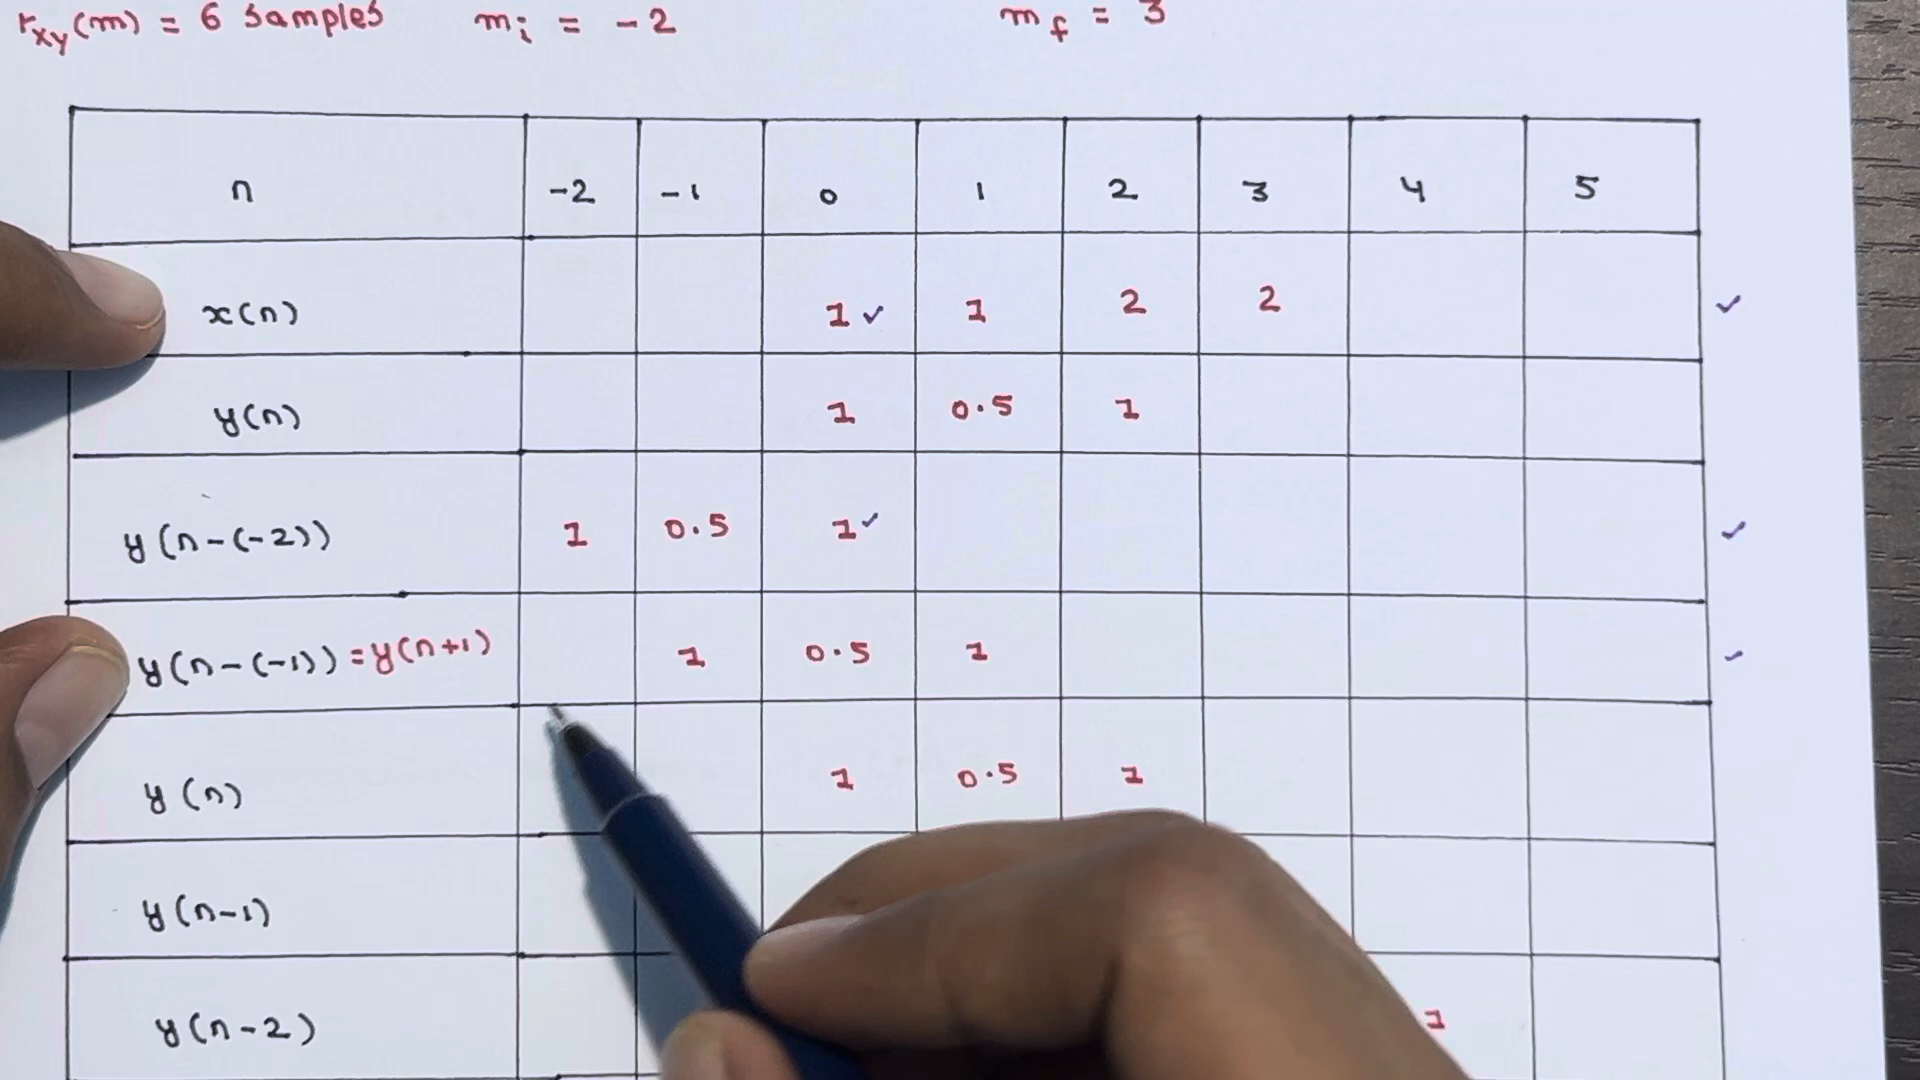 rxy(m) = 6 samples mi = -2 mf = 3
n -2 -1 0 1 2 3 4 5
x(n) 1✓ 1 2 2 ✓
y(n) 1 0.5 1
y(n-(-2)) 1 0.5 1✓ ✓
y(n-(-1)) = y(n+1) 1 0.5 1 ✓
y(n) 1 0.5 1
y(n-1)
y(n-2) 1